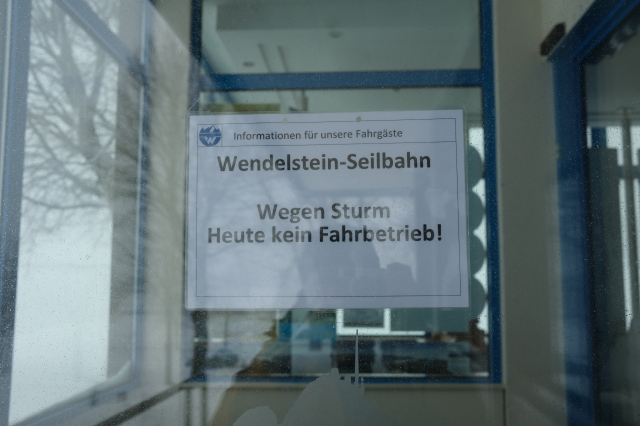 Informationen für unsere Fahrgäste
Wendelstein-Seilbahn
Wegen Sturm
Heute kein Fahrbetrieb!